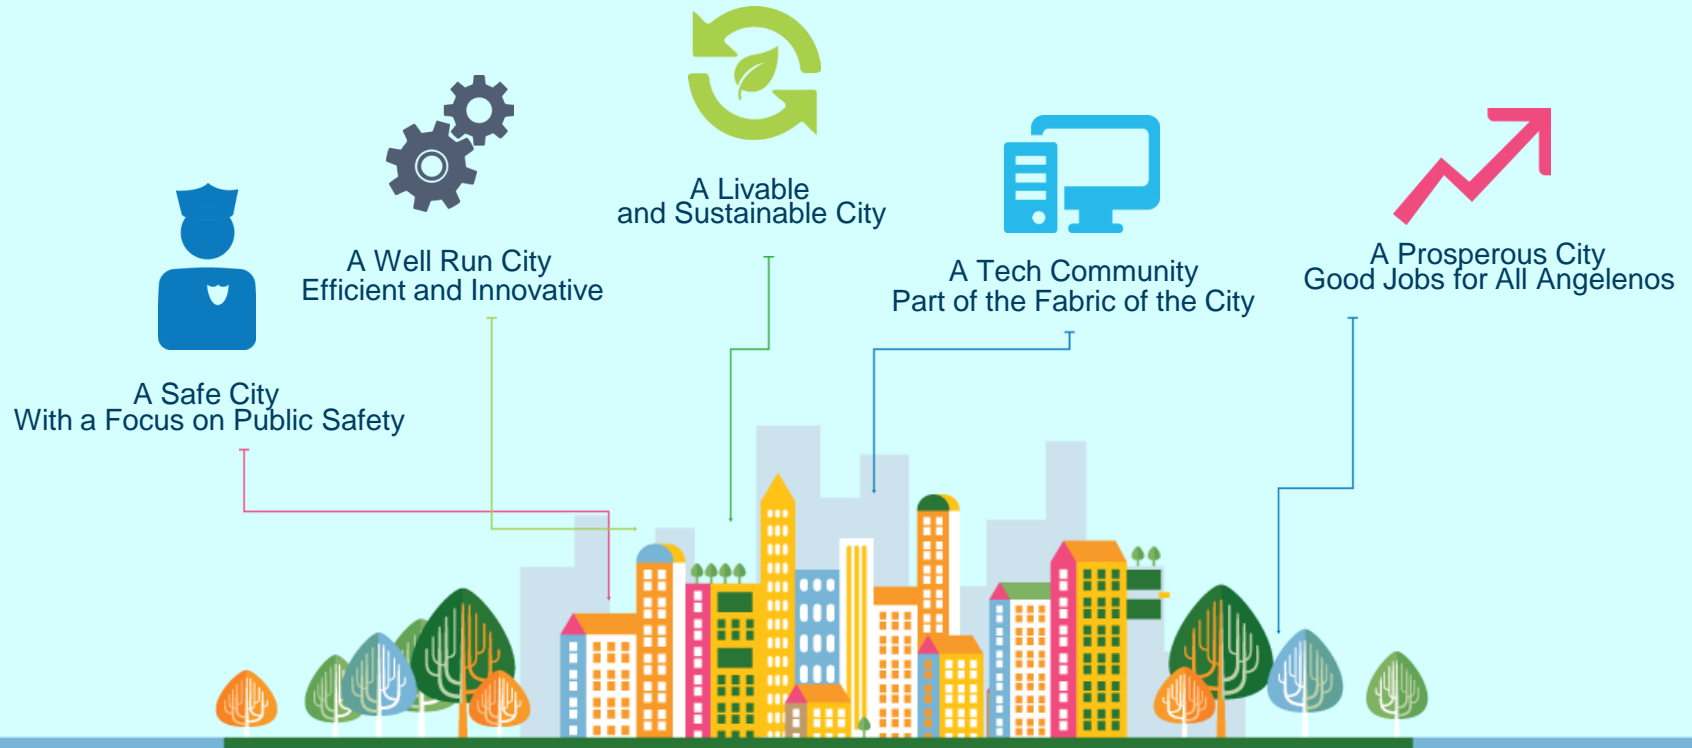 A Safe City
With a Focus on Public Safety
A Well Run City
Efficient and Innovative
A Livable
and Sustainable City
A Tech Community
Part of the Fabric of the City
A Prosperous City
Good Jobs for All Angelenos